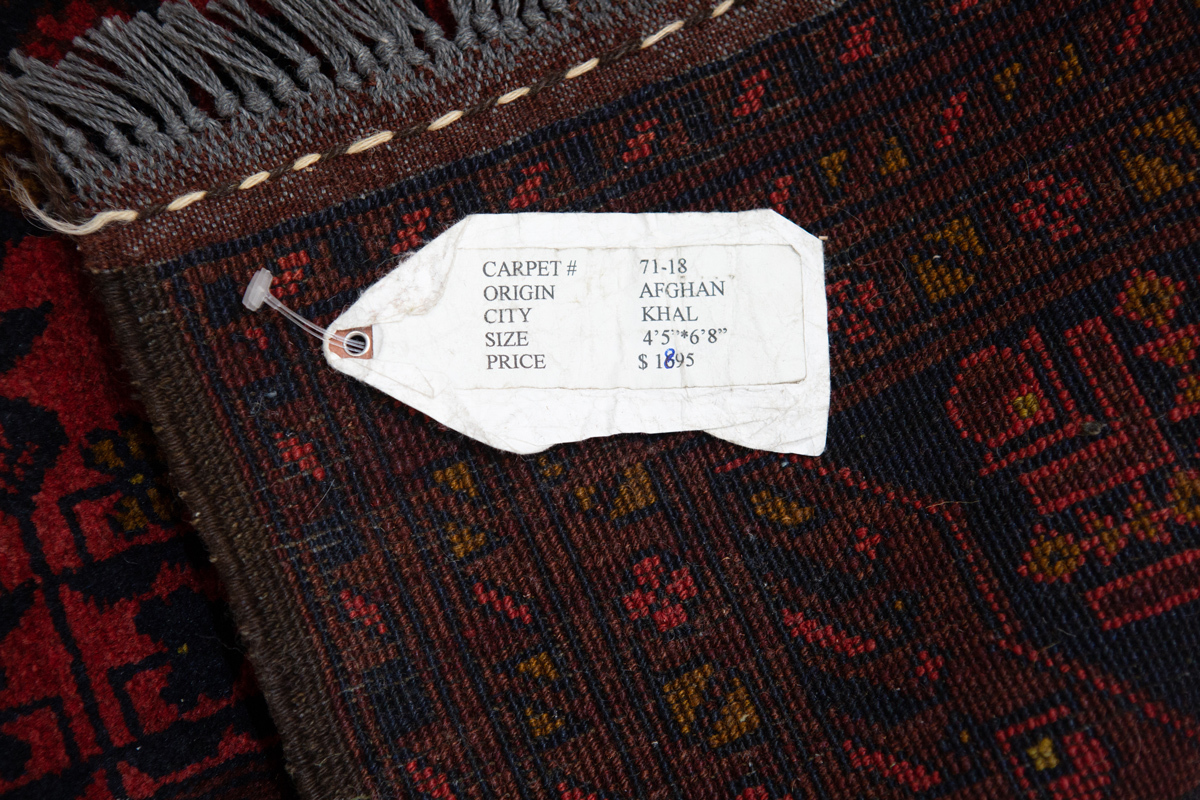 CARPET # 71-18
ORIGIN AFGHAN
CITY KHAL
SIZE 4'5"*6'8"
PRICE $ 1895